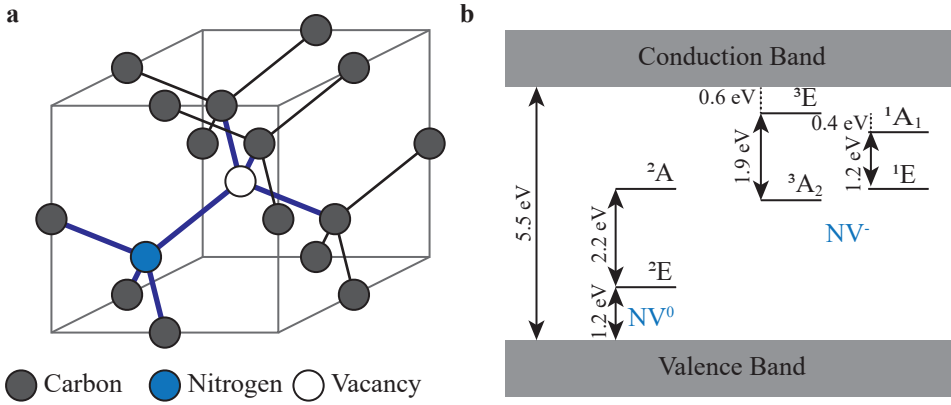 a
Carbon
Nitrogen
Vacancy
b
Conduction Band
0.6 eV
³E
0.4 eV
¹A₁
1.9 eV
1.2 eV
³A₂
¹E
NV⁻
5.5 eV
²A
2.2 eV
²E
1.2 eV
NV⁰
Valence Band